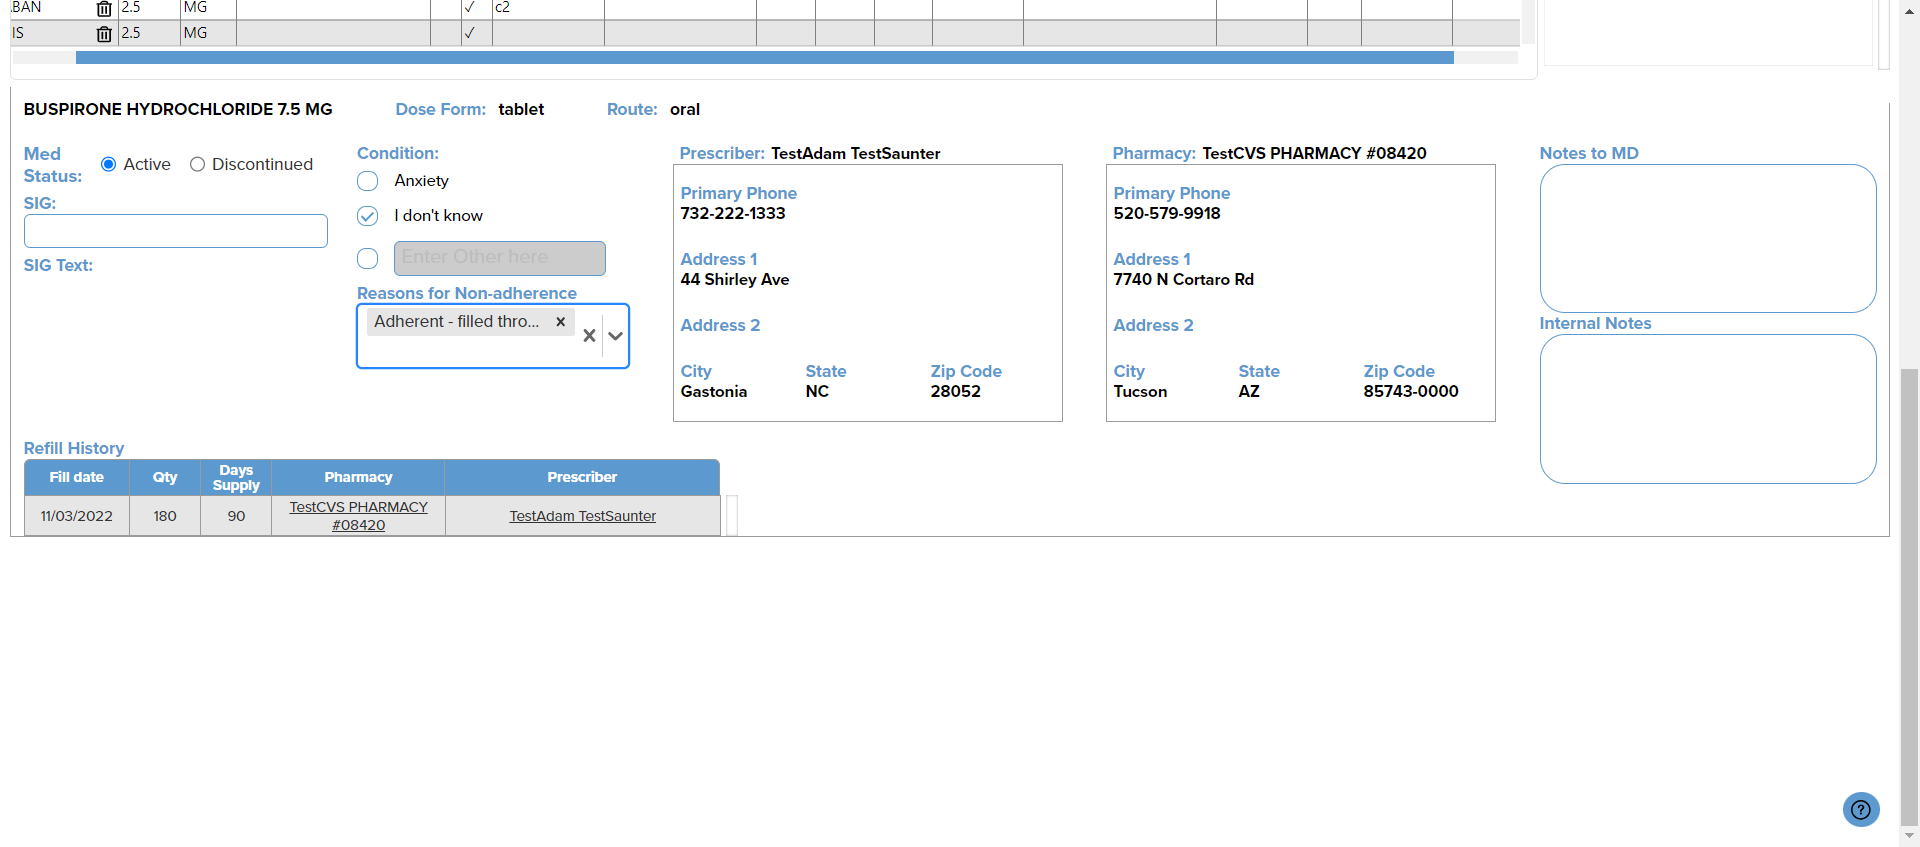 .BAN 2.5 MG ✓ c2
IS 2.5 MG ✓
BUSPIRONE HYDROCHLORIDE 7.5 MG Dose Form: tablet Route: oral
Med Status: Active Discontinued
SIG:
SIG Text:
Condition:
Anxiety
I don't know
Enter Other here
Reasons for Non-adherence
Adherent - filled thro...
Prescriber: TestAdam TestSaunter
Primary Phone
732-222-1333
Address 1
44 Shirley Ave
Address 2
City State Zip Code
Gastonia NC 28052
Pharmacy: TestCVS PHARMACY #08420
Primary Phone
520-579-9918
Address 1
7740 N Cortaro Rd
Address 2
City State Zip Code
Tucson AZ 85743-0000
Notes to MD
Internal Notes
Refill History
Fill date Qty Days Supply Pharmacy Prescriber
11/03/2022 180 90 TestCVS PHARMACY #08420 TestAdam TestSaunter